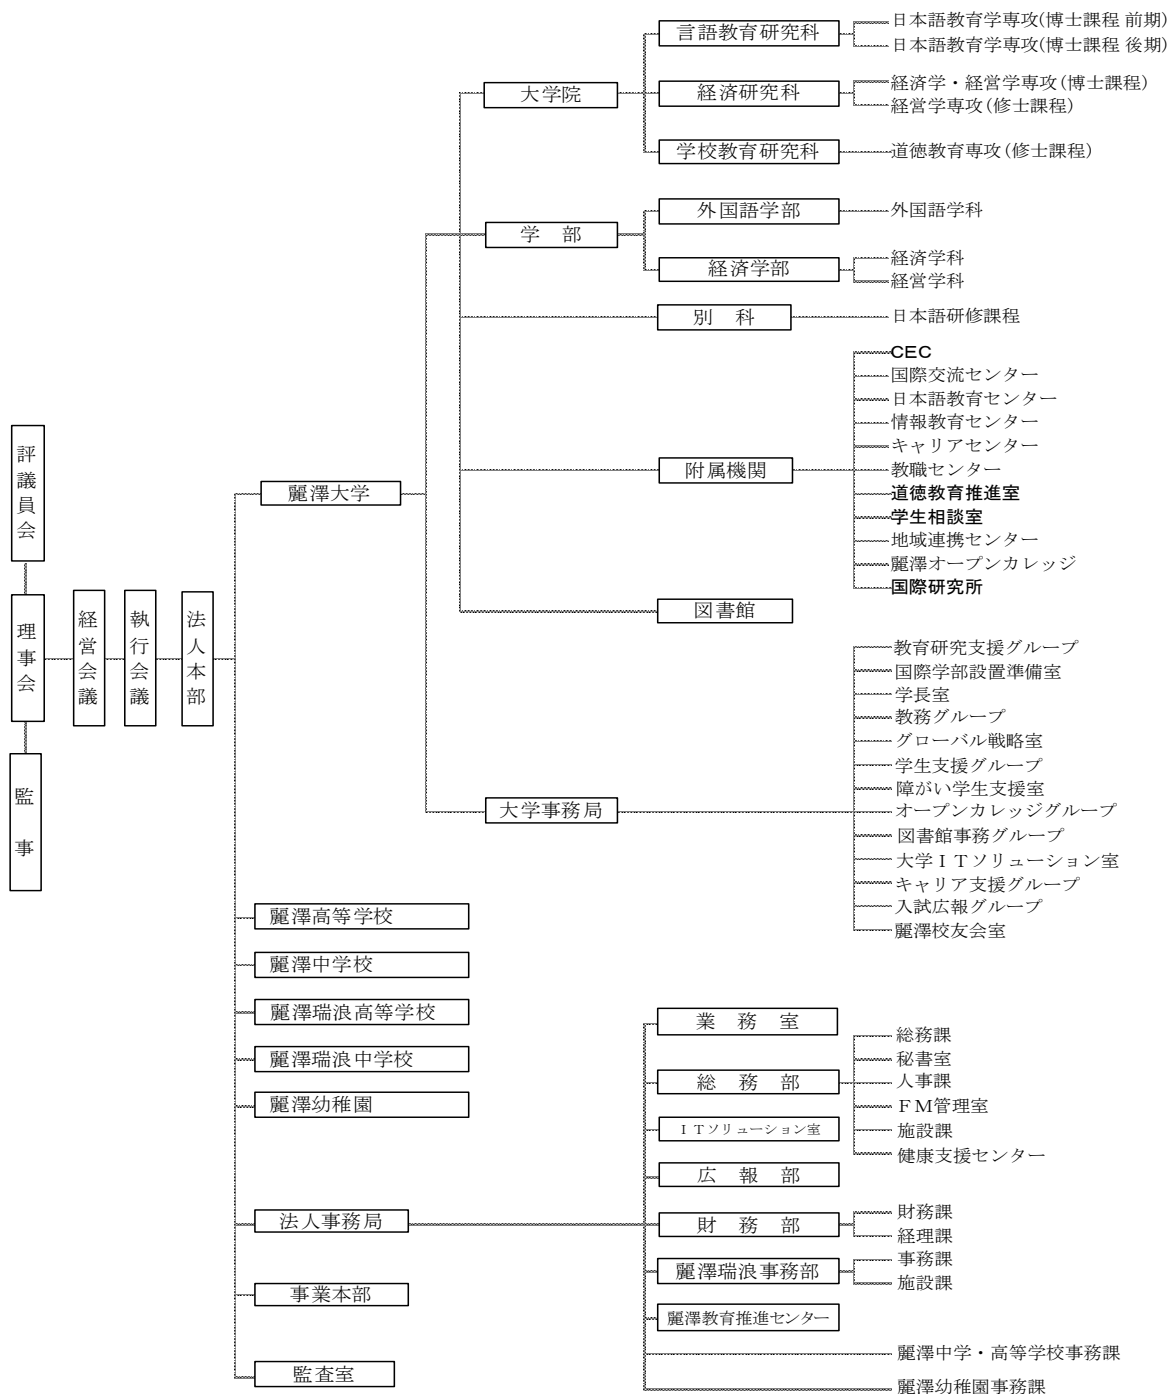 評議員会
理事会
監　事
経営会議
執行会議
法人本部
麗澤大学
大学院
言語教育研究科
日本語教育学専攻(博士課程 前期)
日本語教育学専攻(博士課程 後期)
経済研究科
経済学・経営学専攻(博士課程)
経営学専攻(修士課程)
学校教育研究科
道徳教育専攻(修士課程)
学　部
外国語学部
外国語学科
経済学部
経済学科
経営学科
別　科
日本語研修課程
附属機関
CEC
国際交流センター
日本語教育センター
情報教育センター
キャリアセンター
教職センター
道徳教育推進室
学生相談室
地域連携センター
麗澤オープンカレッジ
国際研究所
図書館
大学事務局
教育研究支援グループ
国際学部設置準備室
学長室
教務グループ
グローバル戦略室
学生支援グループ
障がい学生支援室
オープンカレッジグループ
図書館事務グループ
大学ＩＴソリューション室
キャリア支援グループ
入試広報グループ
麗澤校友会室
麗澤高等学校
麗澤中学校
麗澤瑞浪高等学校
麗澤瑞浪中学校
麗澤幼稚園
法人事務局
業　務　室
総　務　部
総務課
秘書室
人事課
ＦＭ管理室
施設課
健康支援センター
ＩＴソリューション室
広　報　部
財　務　部
財務課
経理課
麗澤瑞浪事務部
事務課
施設課
麗澤教育推進センター
麗澤中学・高等学校事務課
麗澤幼稚園事務課
事業本部
監査室